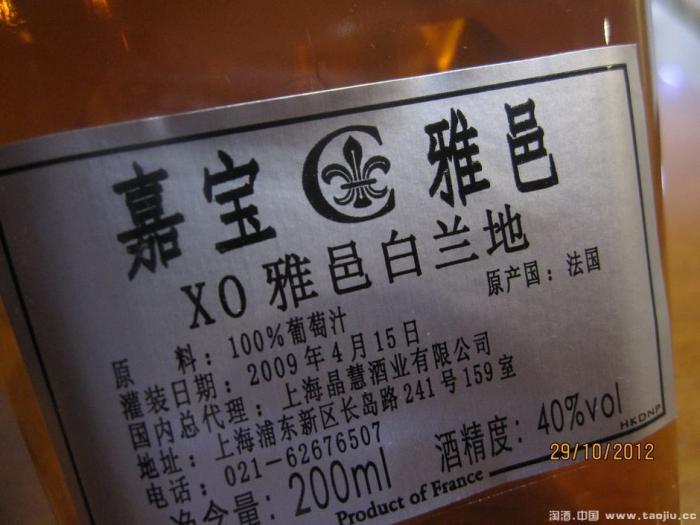 嘉宝 C 雅邑
XO雅邑白兰地
原产国：法国
原 料：100%葡萄汁
灌装日期：2009年4月15日
国内总代理：上海晶慧酒业有限公司
地址：上海浦东新区长岛路241号159室
电话：021-62676507
净含量：200ml 酒精度：40%vol
Product of France
HKDNP
29/10/2012
淘酒.中国 www.taojiu.cc